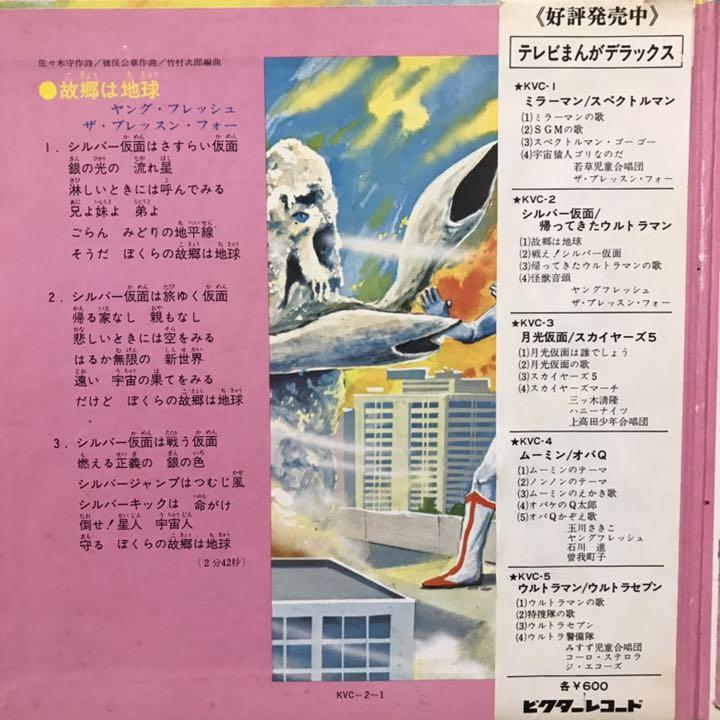 佐々木守作詩／猪俣公章作曲／竹村次郎編曲
●故郷は地球
ヤング・フレッシュ
ザ・ブレッスン・フォー
1. シルバー仮面はさすらい仮面
銀の光の 流れ星
淋しいときには呼んでみる
兄よ妹よ 弟よ
ごらん みどりの地平線
そうだ ぼくらの故郷は地球
2. シルバー仮面は旅ゆく仮面
帰る家なし 親もなし
悲しいときには空をみる
はるか無限の 新世界
遠い 宇宙の果てをみる
だけど ぼくらの故郷は地球
3. シルバー仮面は戦う仮面
燃える正義の 銀の色
シルバージャンプはつむじ風
シルバーキックは 命がけ
倒せ!星人 宇宙人
守る ぼくらの故郷は地球
(2分42秒)
KVC－2～1
《好評発売中》
テレビまんがデラックス
★KVC-1
ミラーマン/スペクトルマン
(1)ミラーマンの歌
(2)SGMの歌
(3)スペクトルマン・ゴーゴー
(4)宇宙猿人ゴリなのだ
若草児童合唱団
ザ・ブレッスン・フォー
★KVC-2
シルバー仮面/
帰ってきたウルトラマン
(1)故郷は地球
(2)戦え!シルバー仮面
(3)帰ってきたウルトラマンの歌
(4)怪獣音頭
ヤングフレッシュ
ザ・ブレッスン・フォー
★KVC-3
月光仮面/スカイヤーズ5
(1)月光仮面は誰でしょう
(2)月光仮面の歌
(3)スカイヤーズ5
(4)スカイヤーズマーチ
三ッ木清隆
ハニーナイツ
上高田少年合唱団
★KVC-4
ムーミン/オバQ
(1)ムーミンのテーマ
(2)ノンノンのテーマ
(3)ムーミンのえかき歌
(4)オバケのQ太郎
(5)オバQかぞえ歌
玉川さきこ
ヤングフレッシュ
石川 進
曽我町子
★KVC-5
ウルトラマン/ウルトラセブン
(1)ウルトラマンの歌
(2)特捜隊の歌
(3)ウルトラセブン
(4)ウルトラ警備隊
みすず児童合唱団
コーロ・ステルラ
ジ・エコーズ
各￥600
ビクターレコード